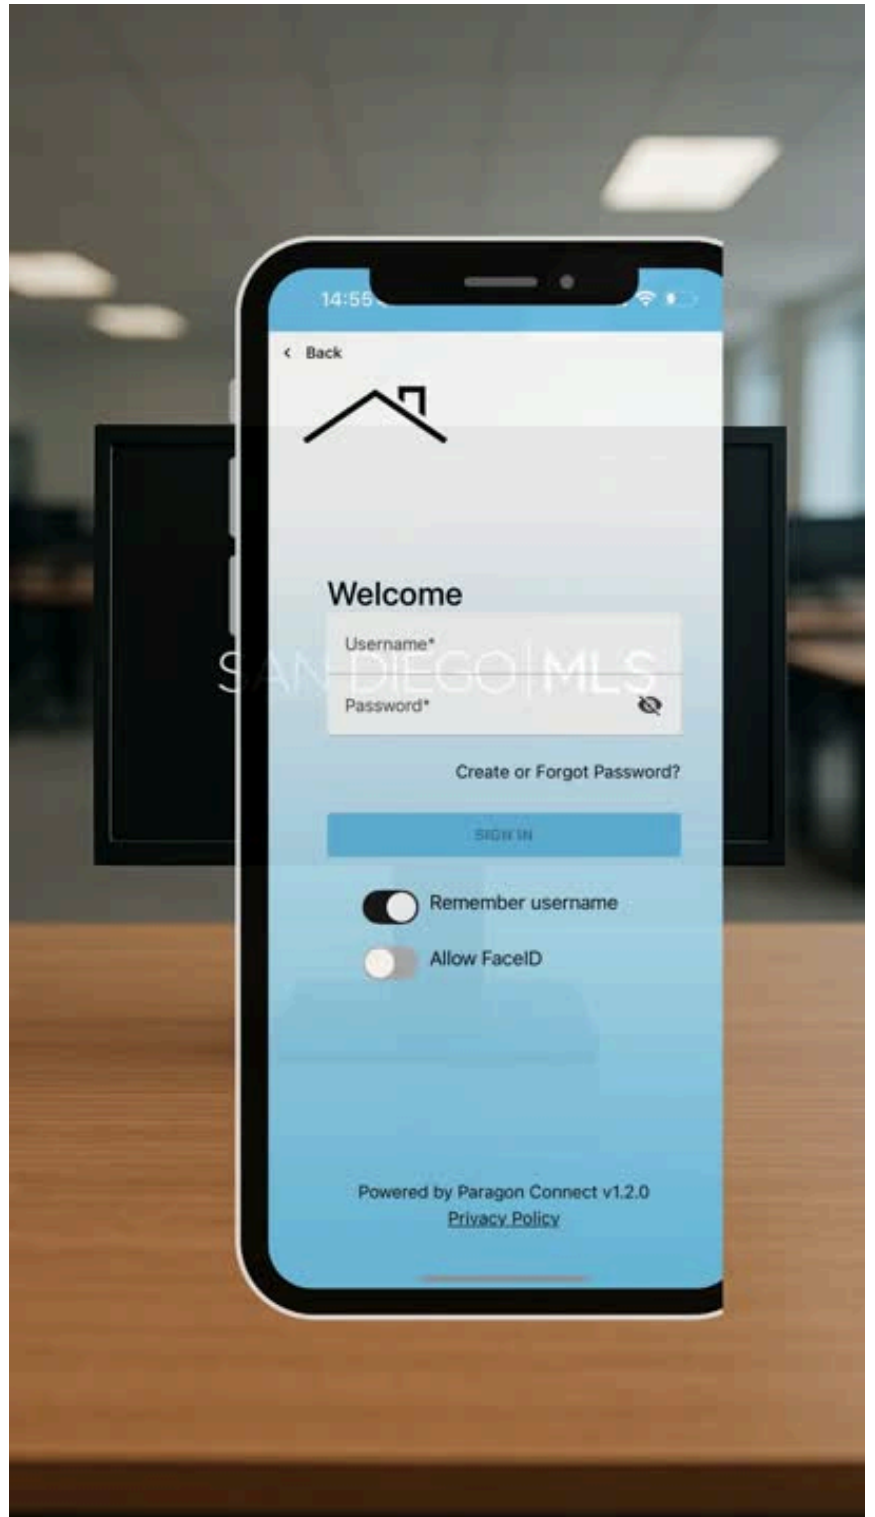 14:55
< Back
Welcome
Username*
SAN DIEGO|MLS
Password*
Create or Forgot Password?
SIGN IN
Remember username
Allow FaceID
Powered by Paragon Connect v1.2.0
Privacy Policy